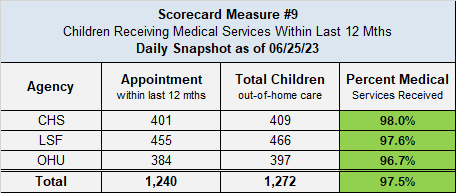 Scorecard Measure #9
Children Receiving Medical Services Within Last 12 Mths
Daily Snapshot as of 06/25/23
Agency Appointment within last 12 mths Total Children out-of-home care Percent Medical Services Received
CHS 401 409 98.0%
LSF 455 466 97.6%
OHU 384 397 96.7%
Total 1,240 1,272 97.5%